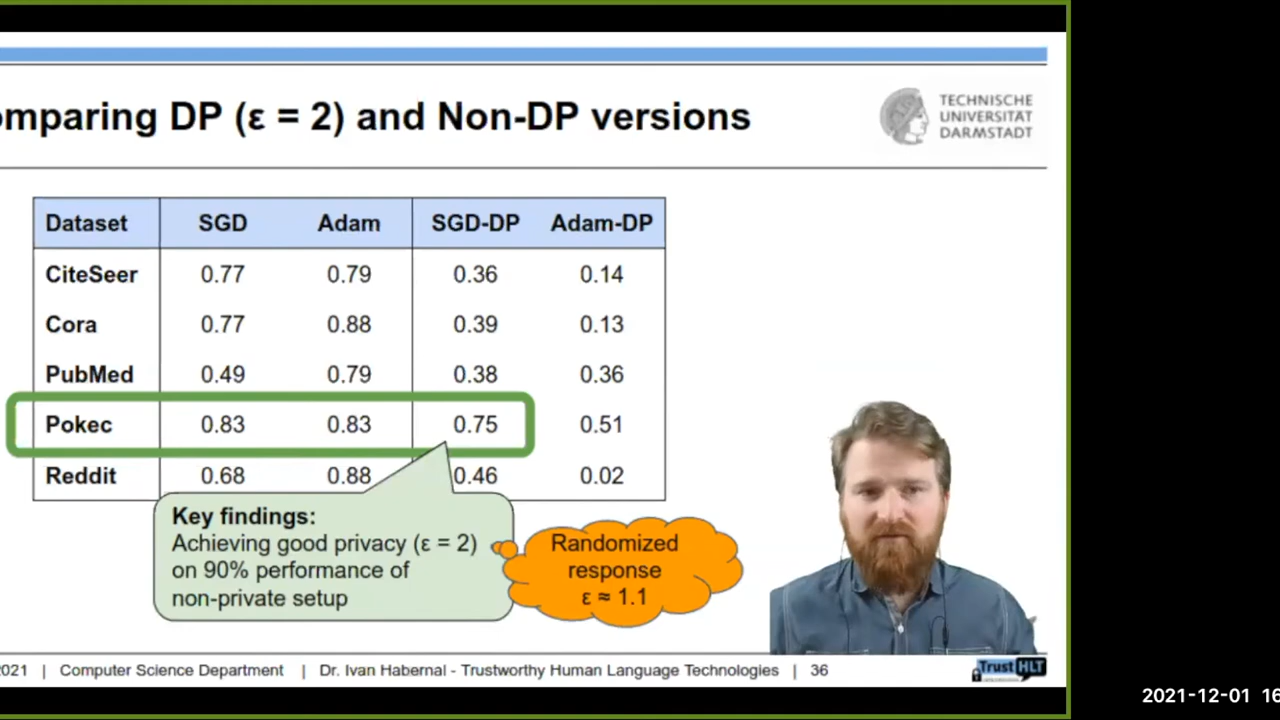 omparing DP (ε = 2) and Non-DP versions
TECHNISCHE
UNIVERSITÄT
DARMSTADT
Dataset SGD Adam SGD-DP Adam-DP
CiteSeer 0.77 0.79 0.36 0.14
Cora 0.77 0.88 0.39 0.13
PubMed 0.49 0.79 0.38 0.36
Pokec 0.83 0.83 0.75 0.51
Reddit 0.68 0.88 0.46 0.02
Key findings:
Achieving good privacy (ε = 2)
on 90% performance of
non-private setup
Randomized
response
ε ≈ 1.1
2021 | Computer Science Department | Dr. Ivan Habernal - Trustworthy Human Language Technologies | 36
TrustHLT
2021-12-01 16